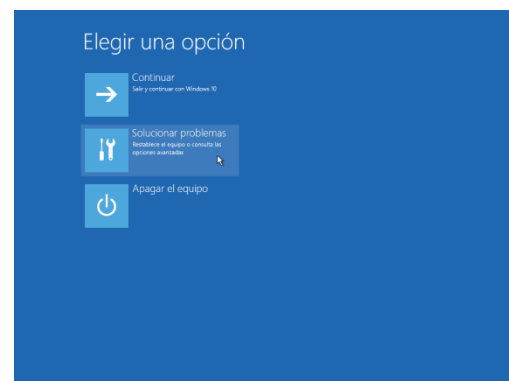 Elegir una opción
Continuar
Salir y continuar con Windows 10
Solucionar problemas
Restablece el equipo o consulta las
opciones avanzadas
Apagar el equipo